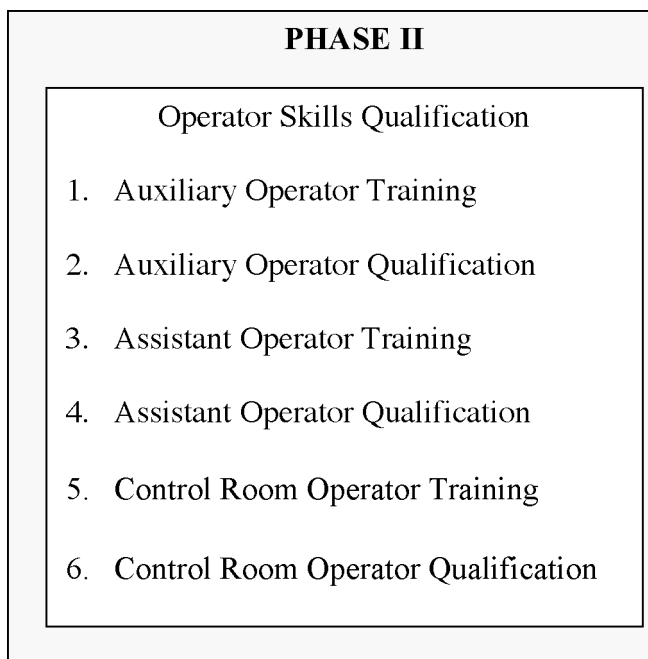 PHASE II
Operator Skills Qualification
1. Auxiliary Operator Training
2. Auxiliary Operator Qualification
3. Assistant Operator Training
4. Assistant Operator Qualification
5. Control Room Operator Training
6. Control Room Operator Qualification